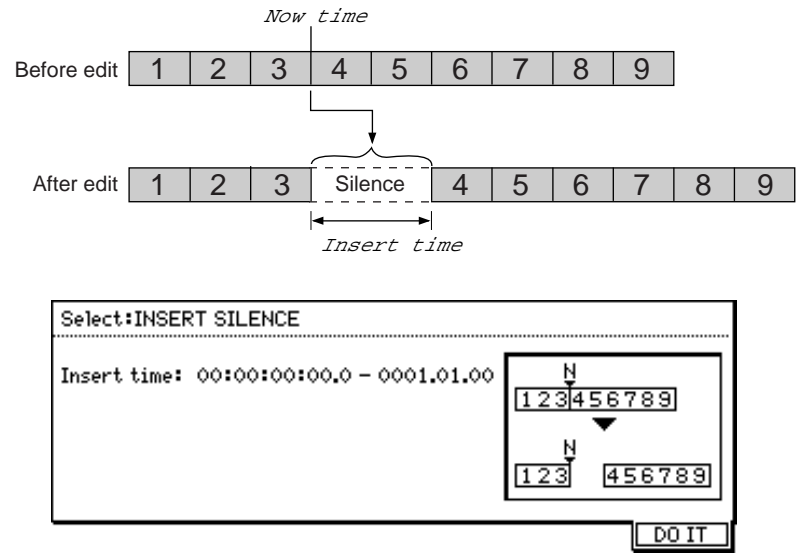 Now time
Before edit 1 2 3 4 5 6 7 8 9
After edit 1 2 3 Silence 4 5 6 7 8 9
Insert time
Select:INSERT SILENCE
Insert time: 00:00:00:00.0 - 0001.01.00
N
123456789
N
123 456789
DO IT